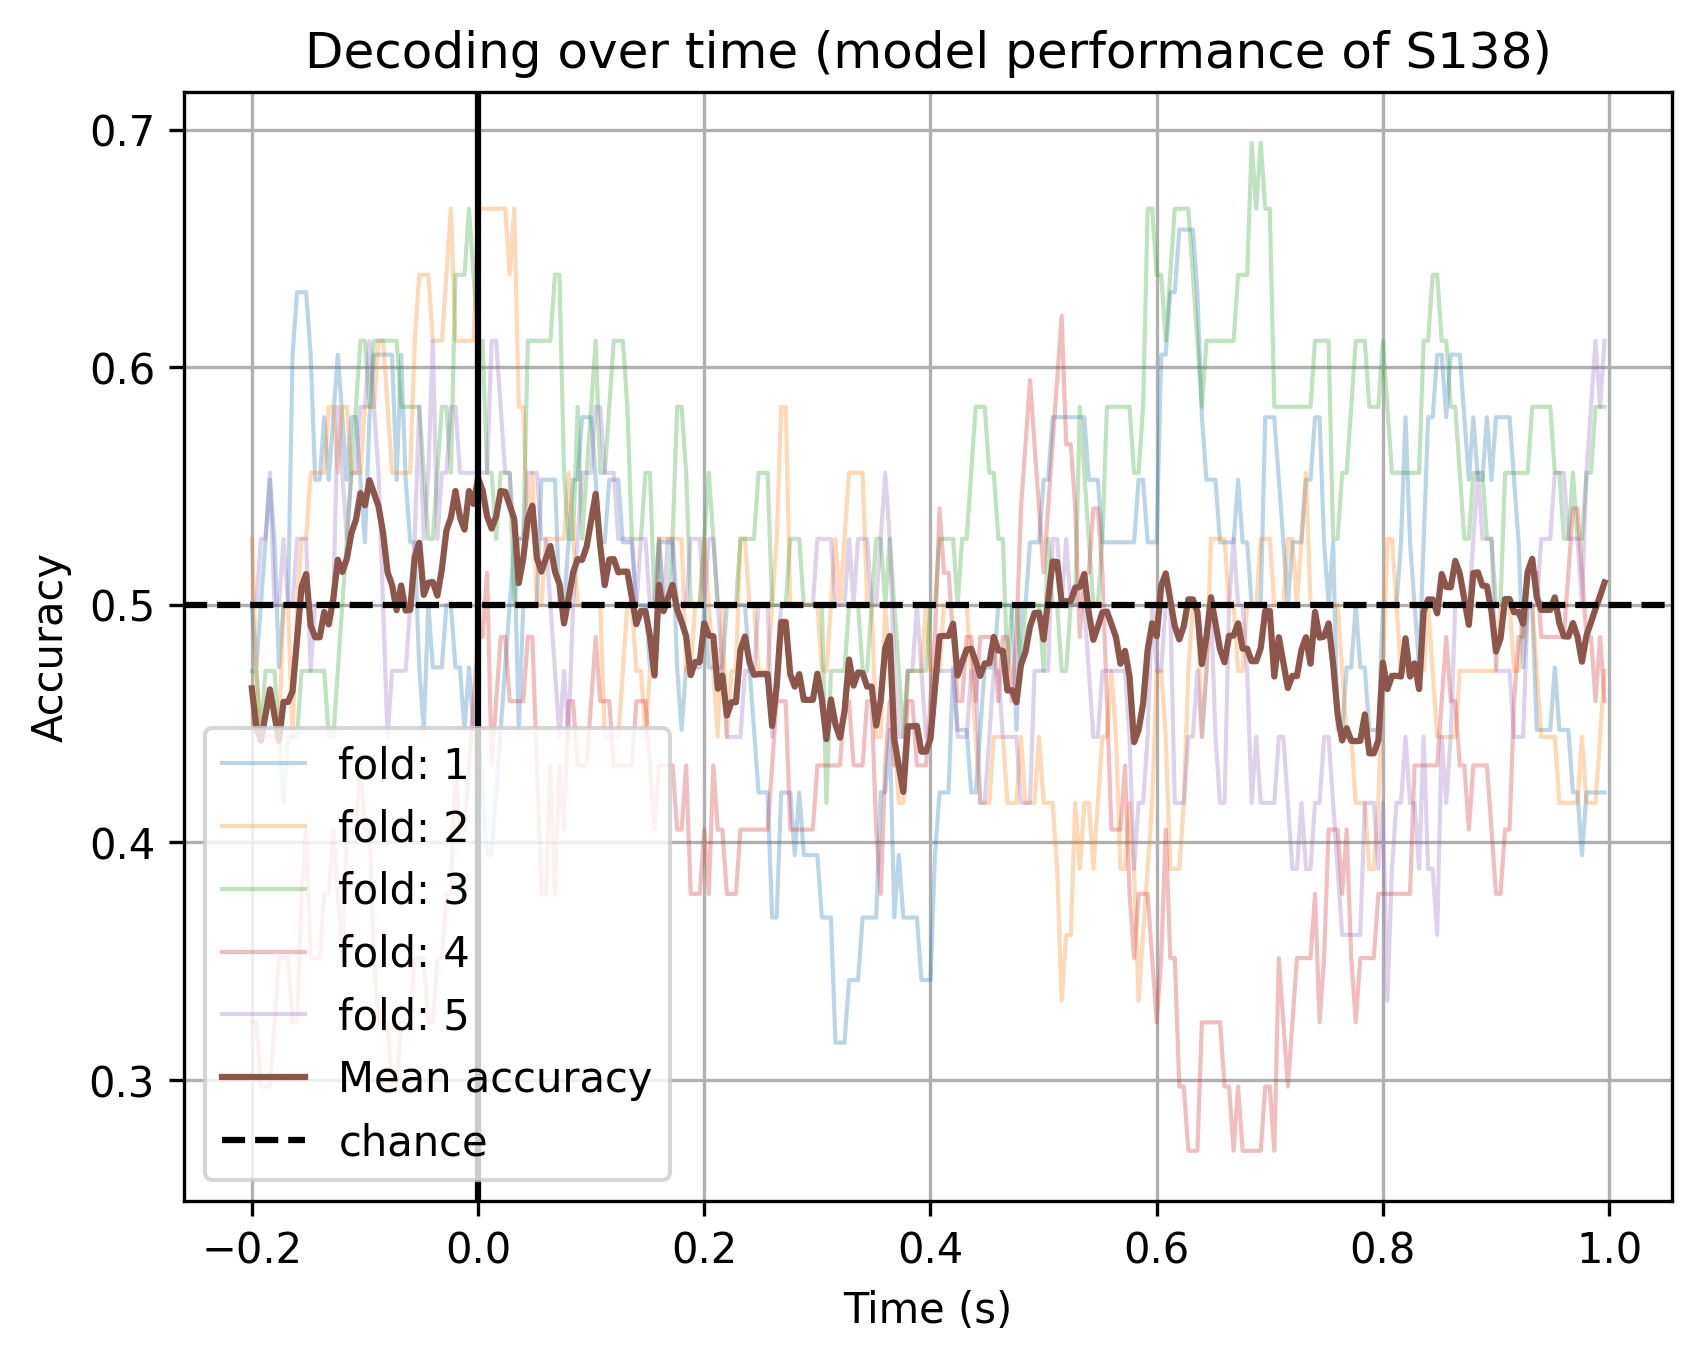 Decoding over time (model performance of S138)
0.7
0.6
0.5
0.4
0.3
Accuracy
fold: 1
fold: 2
fold: 3
fold: 4
fold: 5
Mean accuracy
chance
−0.2 0.0 0.2 0.4 0.6 0.8 1.0
Time (s)